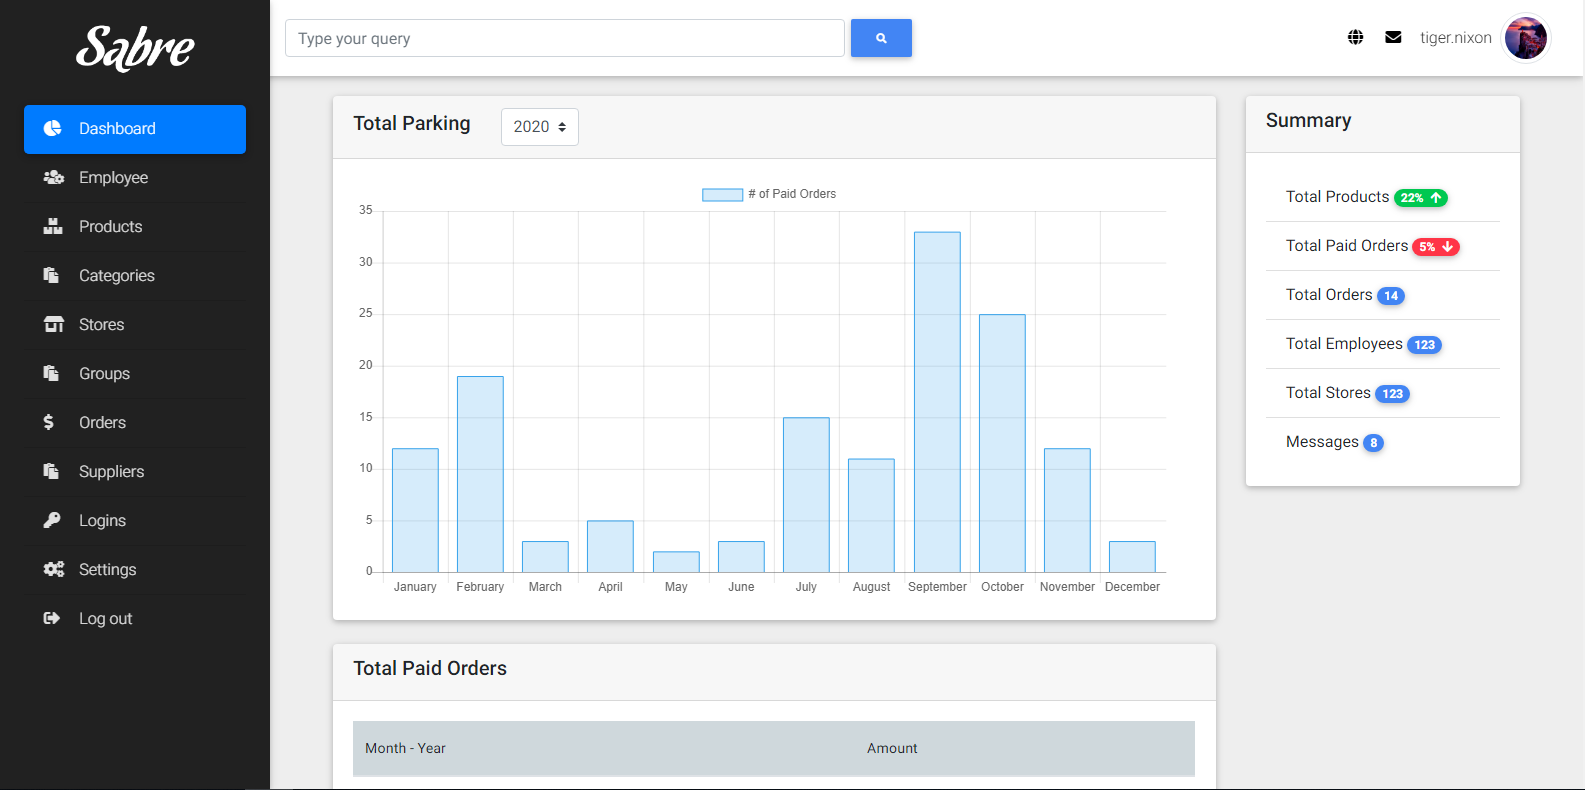 Sabre
Type your query
tiger.nixon
Dashboard
Employee
Products
Categories
Stores
Groups
Orders
Suppliers
Logins
Settings
Log out
Total Parking 2020
# of Paid Orders
35
30
25
20
15
10
5
0
January February March April May June July August September October November December
Total Paid Orders
Month - Year Amount
Summary
Total Products 22%
Total Paid Orders 5%
Total Orders 14
Total Employees 123
Total Stores 123
Messages 8